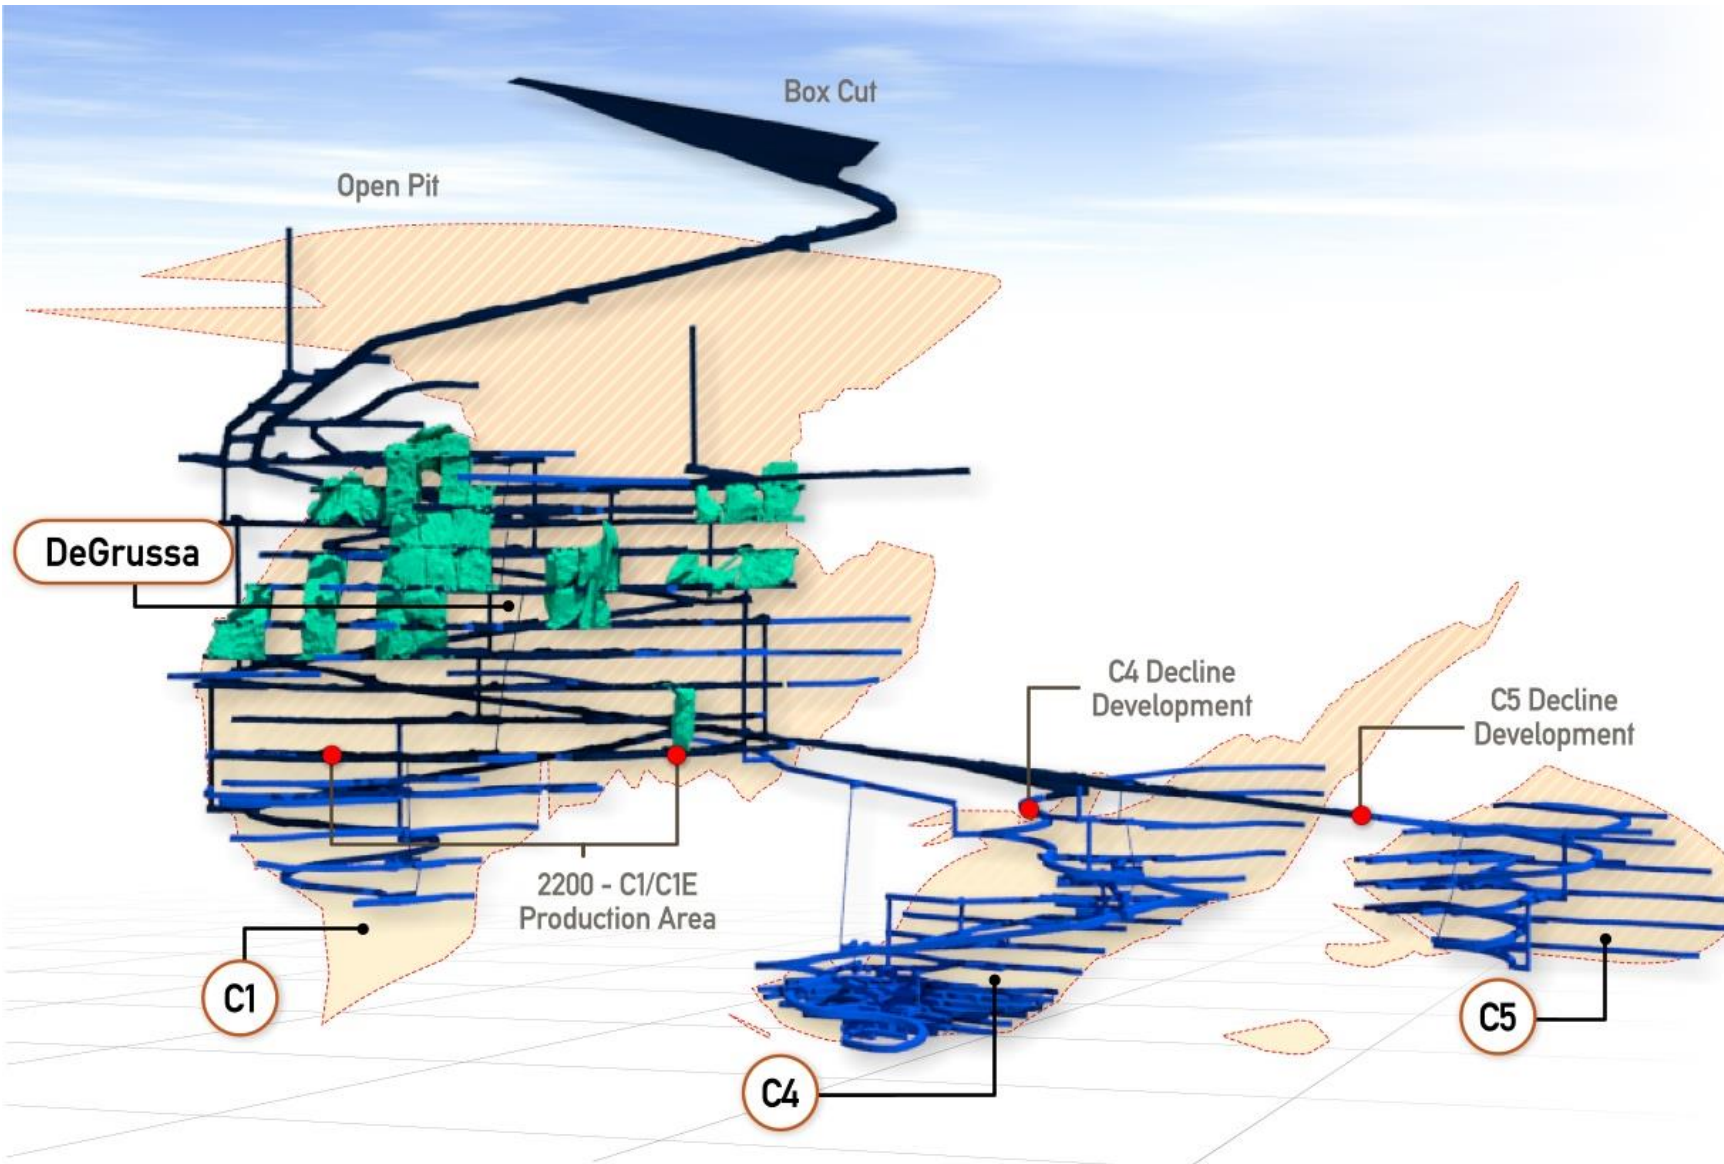 Box Cut
Open Pit
DeGrussa
C4 Decline
Development
C5 Decline
Development
2200 - C1/C1E
Production Area
C1
C4
C5